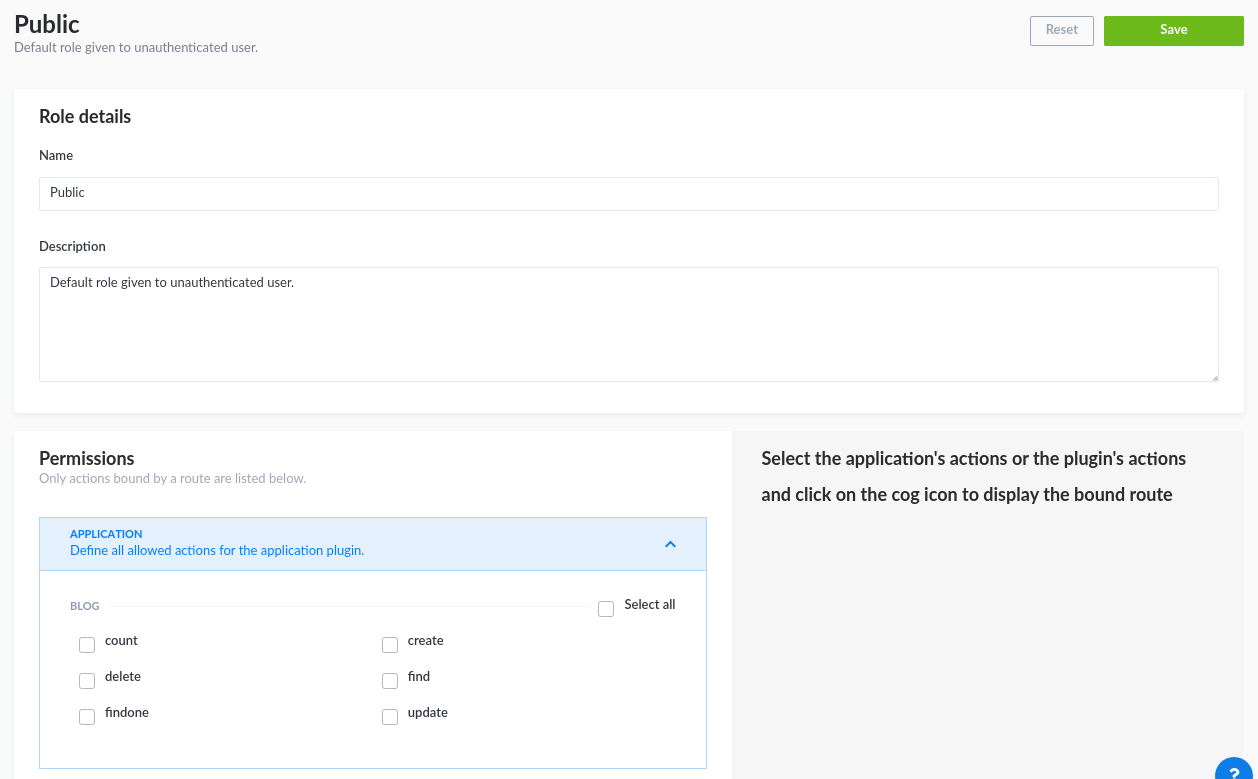 Public
Default role given to unauthenticated user.
Reset
Save
Role details
Name
Public
Description
Default role given to unauthenticated user.
Permissions
Only actions bound by a route are listed below.
Select the application's actions or the plugin's actions
and click on the cog icon to display the bound route
APPLICATION
Define all allowed actions for the application plugin.
BLOG
Select all
count
create
delete
find
findone
update
?